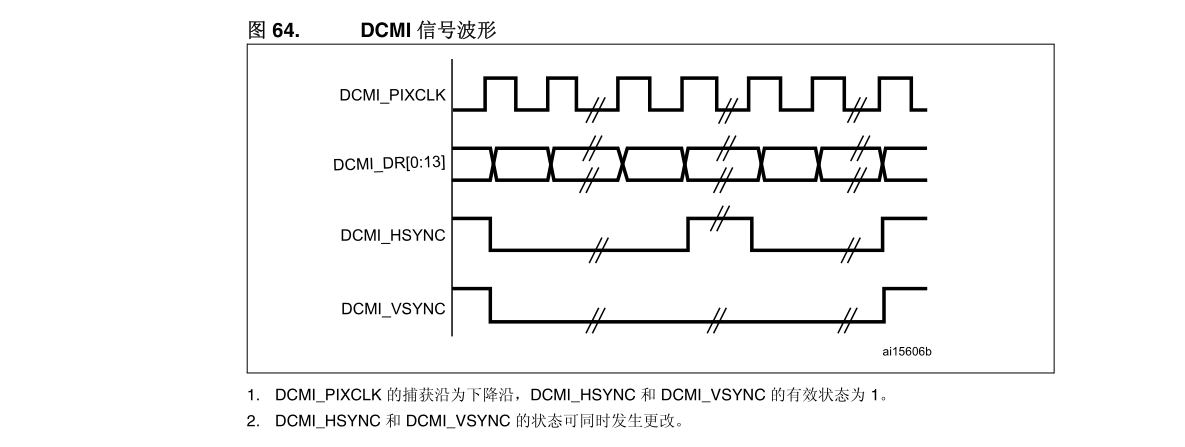 图 64. DCMI 信号波形
DCMI_PIXCLK
DCMI_DR[0:13]
DCMI_HSYNC
DCMI_VSYNC
ai15606b
1. DCMI_PIXCLK 的捕获沿为下降沿，DCMI_HSYNC 和 DCMI_VSYNC 的有效状态为 1。
2. DCMI_HSYNC 和 DCMI_VSYNC 的状态可同时发生更改。